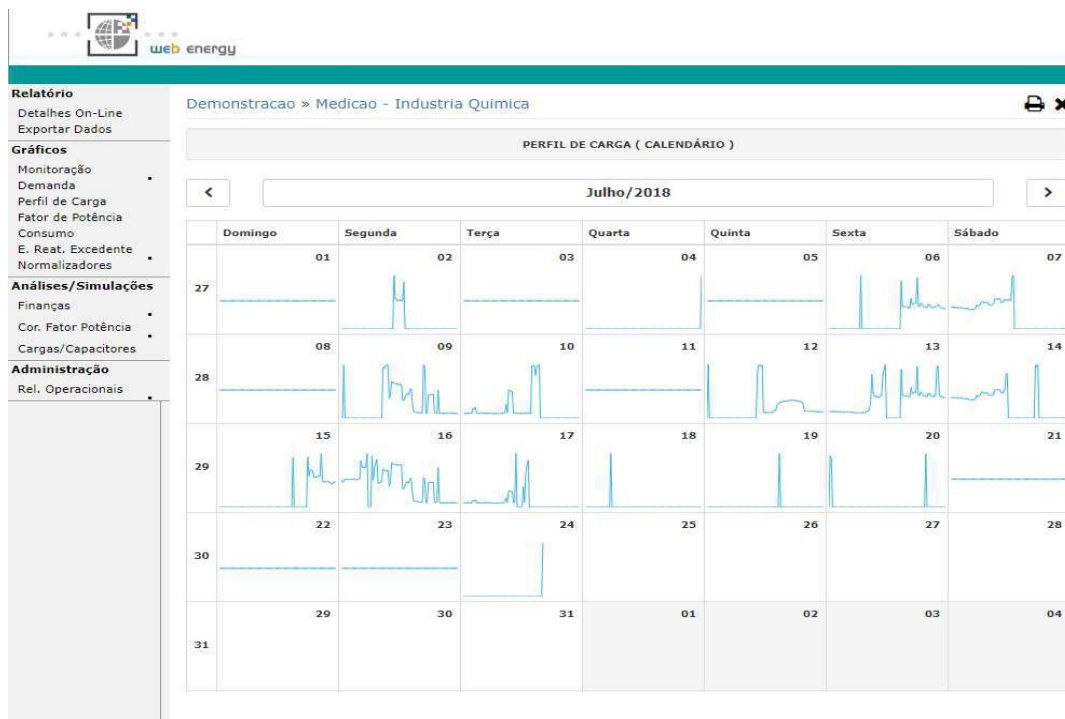 web energy
Relatório
Detalhes On-Line
Exportar Dados
Gráficos
Monitoração
Demanda
Perfil de Carga
Fator de Potência
Consumo
E. Reat. Excedente
Normalizadores
Análises/Simulações
Finanças
Cor. Fator Potência
Cargas/Capacitores
Administração
Rel. Operacionais
Demonstracao » Medicao - Industria Quimica
PERFIL DE CARGA ( CALENDÁRIO )
Julho/2018
Domingo Segunda Terça Quarta Quinta Sexta Sábado
27 01 02 03 04 05 06 07
28 08 09 10 11 12 13 14
29 15 16 17 18 19 20 21
30 22 23 24 25 26 27 28
31 29 30 31 01 02 03 04